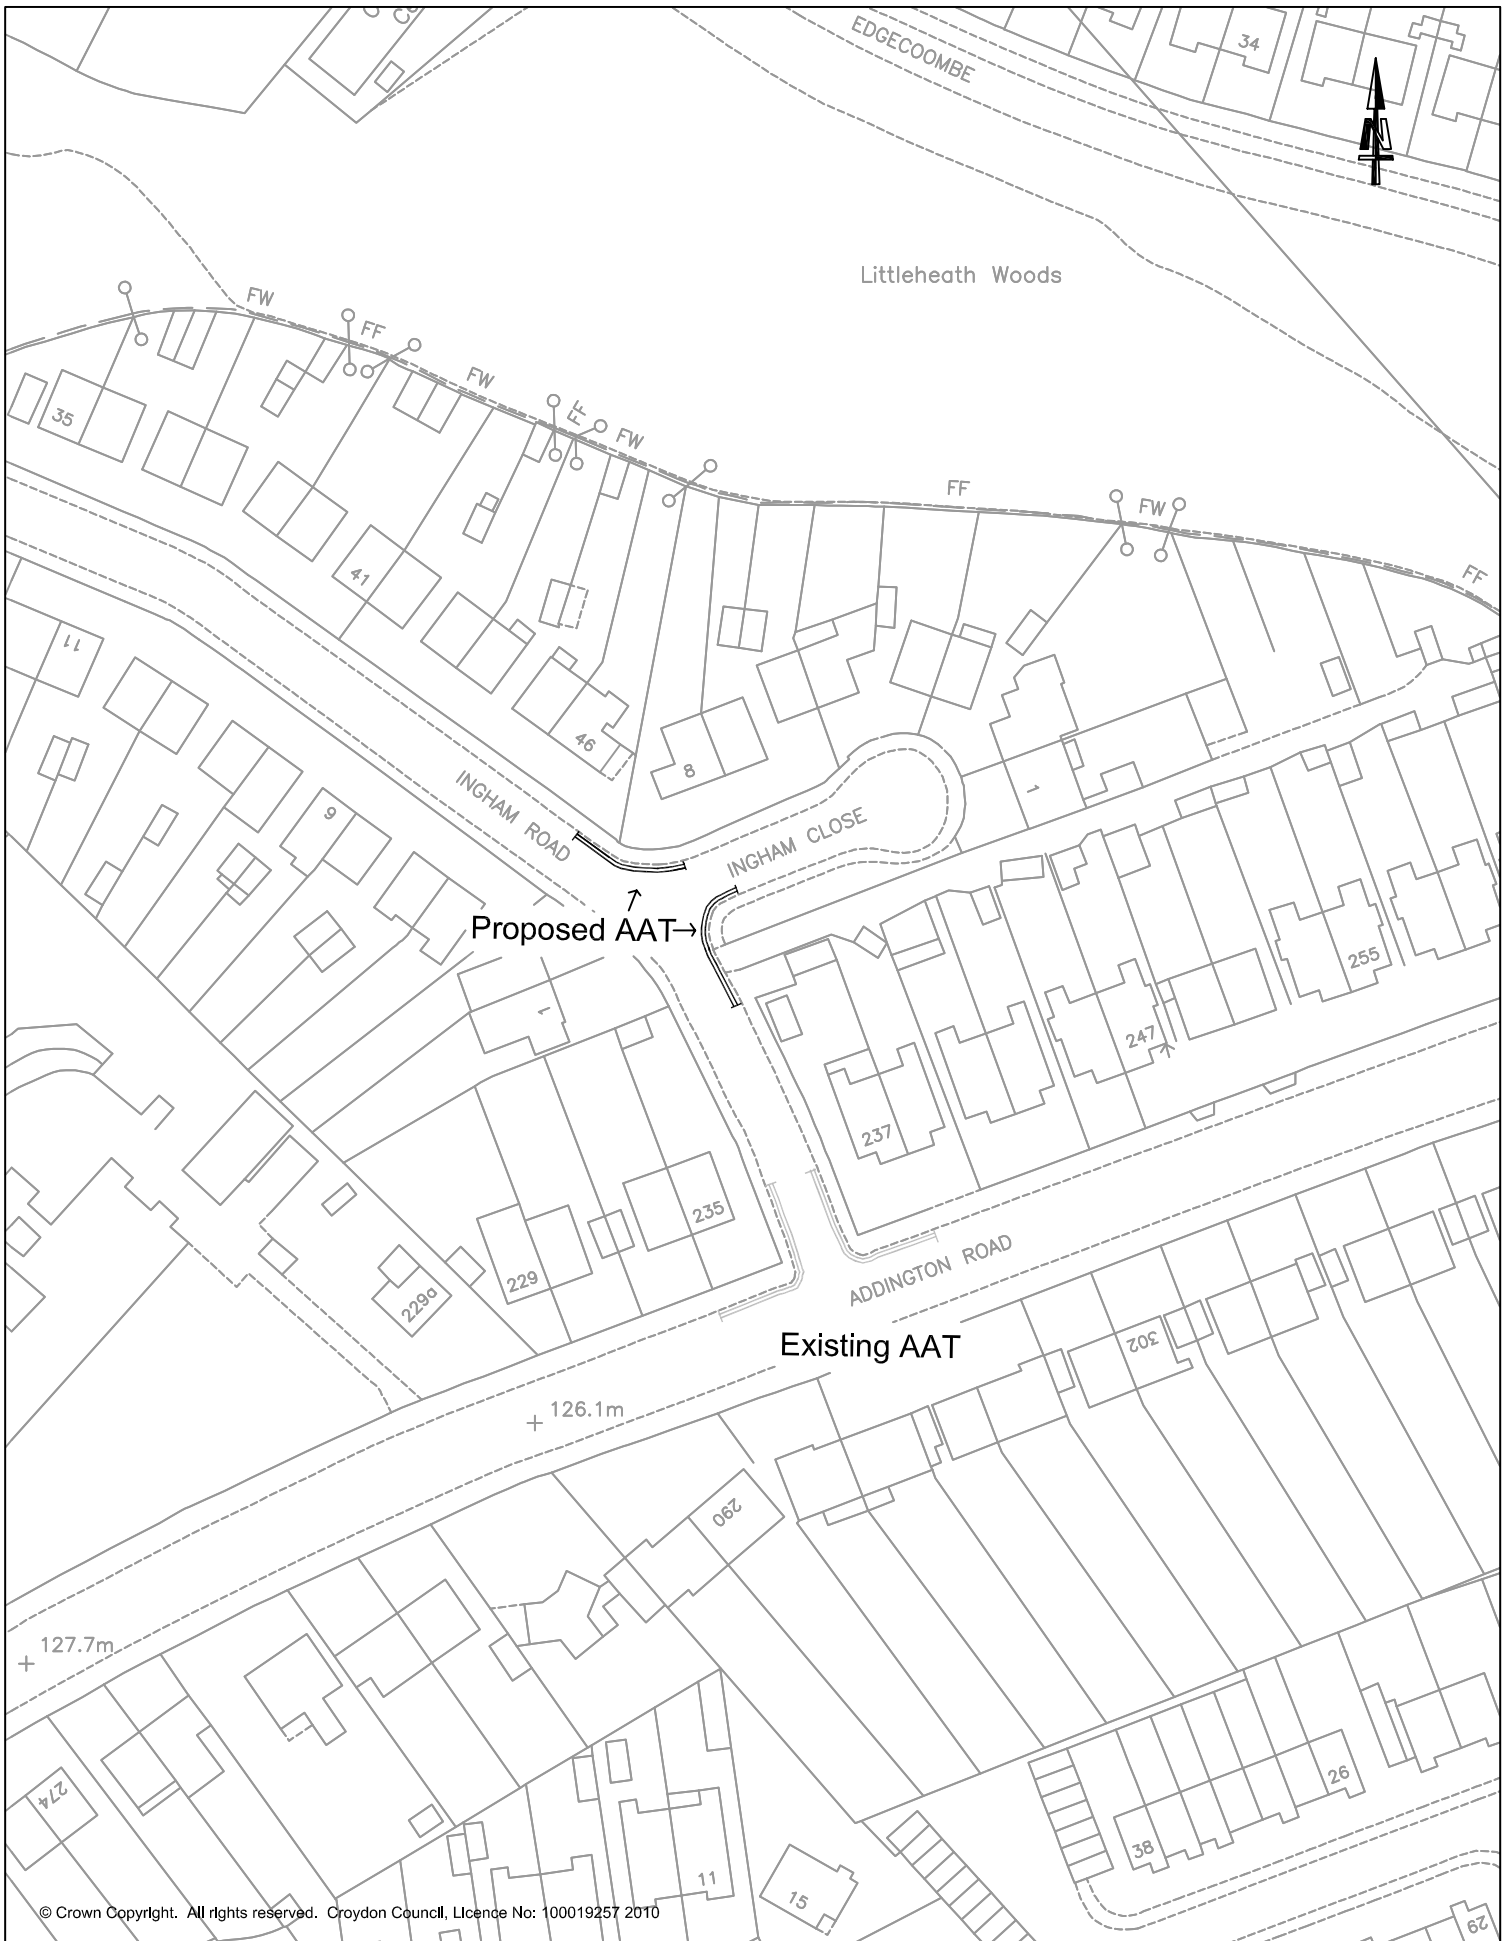 EDGECOOMBE
34
N
Littleheath Woods
FW
FF
FW
FF
FW
FF
FW
FF
35
41
11
46
8
9
1
INGHAM ROAD
INGHAM CLOSE
Proposed AAT
1
255
247
237
235
229
229a
ADDINGTON ROAD
Existing AAT
302
126.1m
290
127.7m
274
26
38
11
15
29
© Crown Copyright. All rights reserved. Croydon Council, Licence No: 100019257 2010